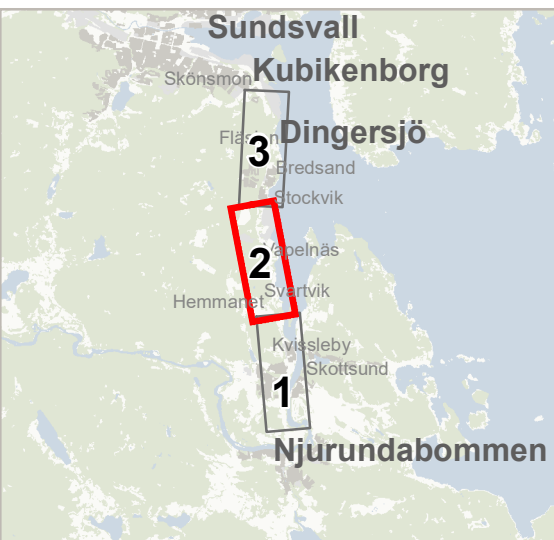 Sundsvall
Skönsmon
Kubikenborg
Fläsian
Dingersjö
3
Bredsand
Stockvik
Vapelnäs
2
Svartvik
Hemmanet
Kvissleby
Skottsund
1
Njurundabommen